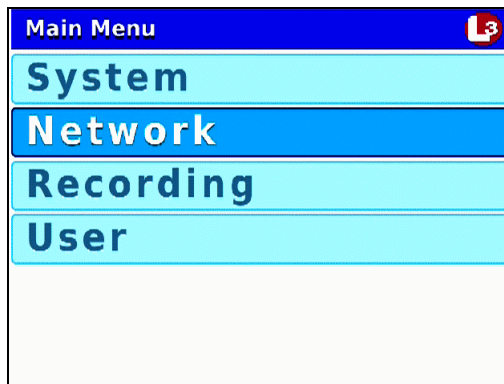 Main Menu
L3
System
Network
Recording
User